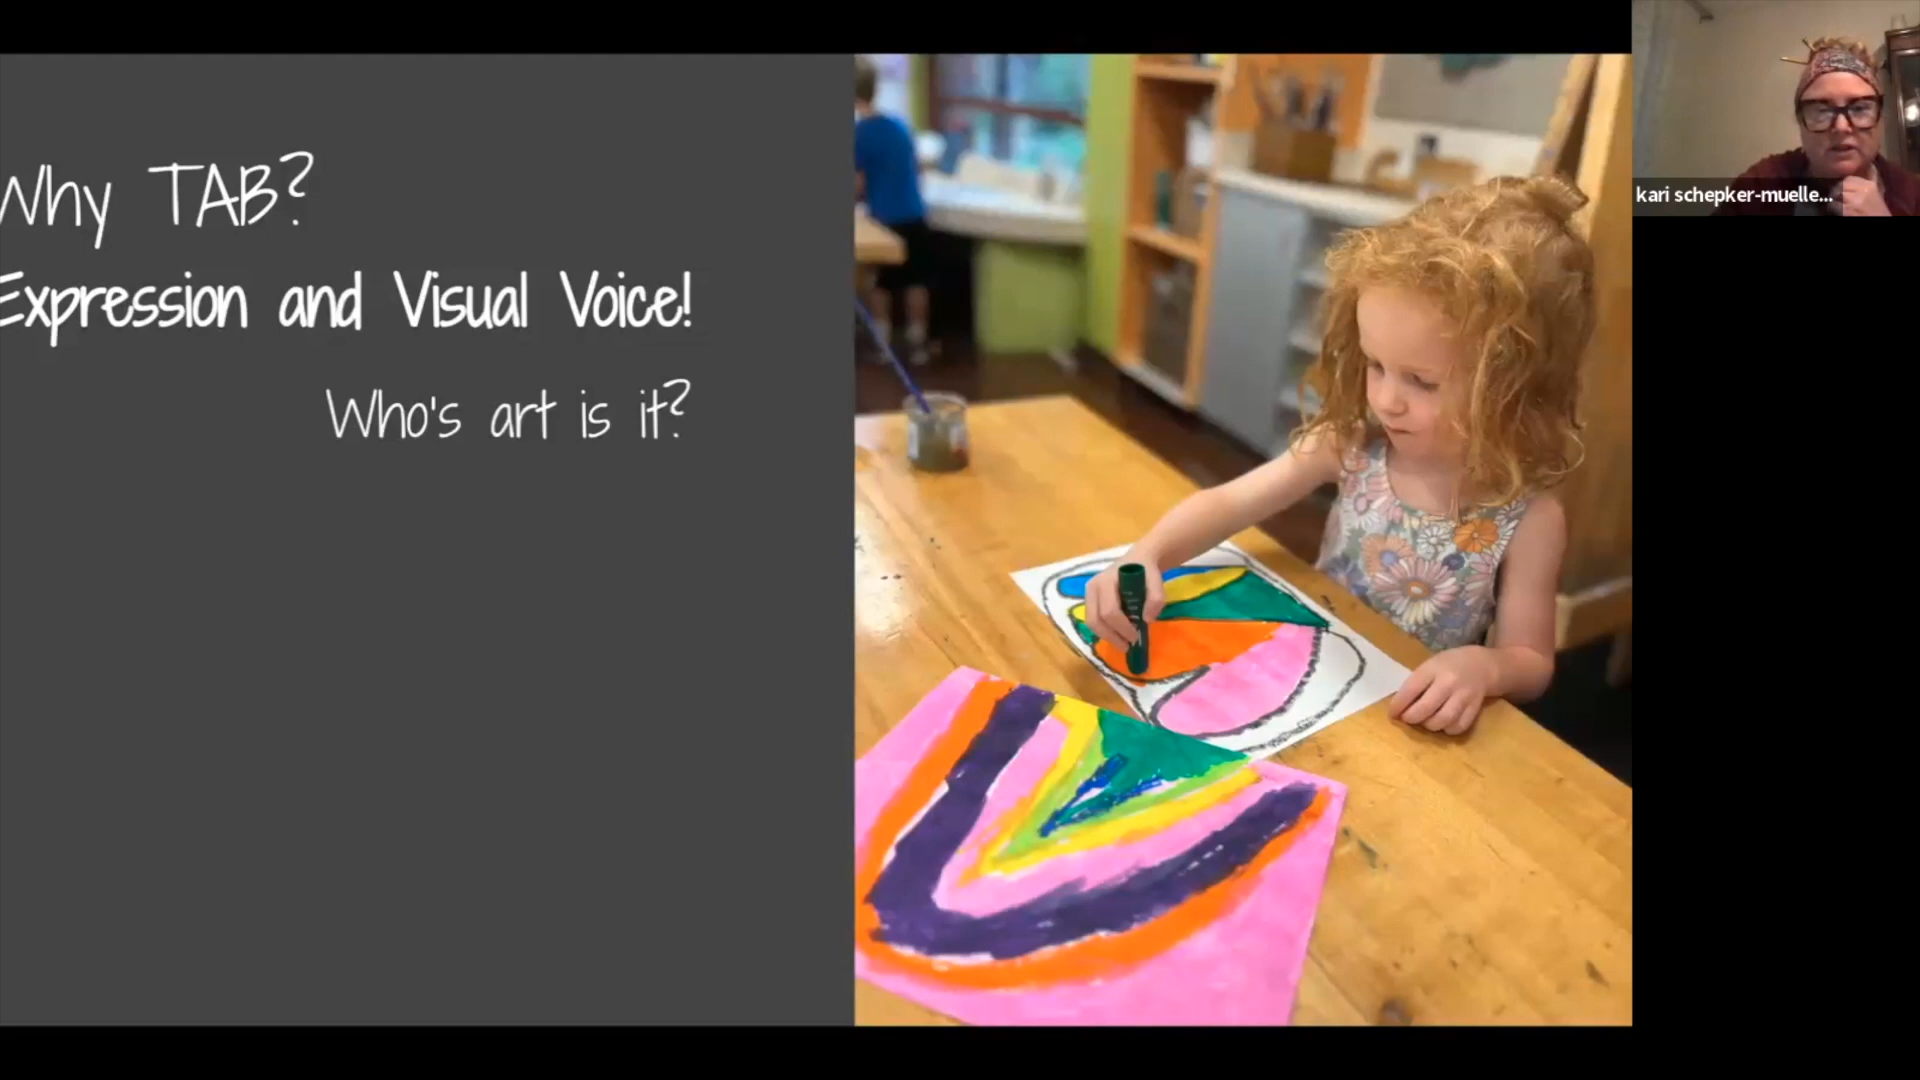 Why TAB?
Expression and Visual Voice!
Who's art is it?
kari schepker-muelle...